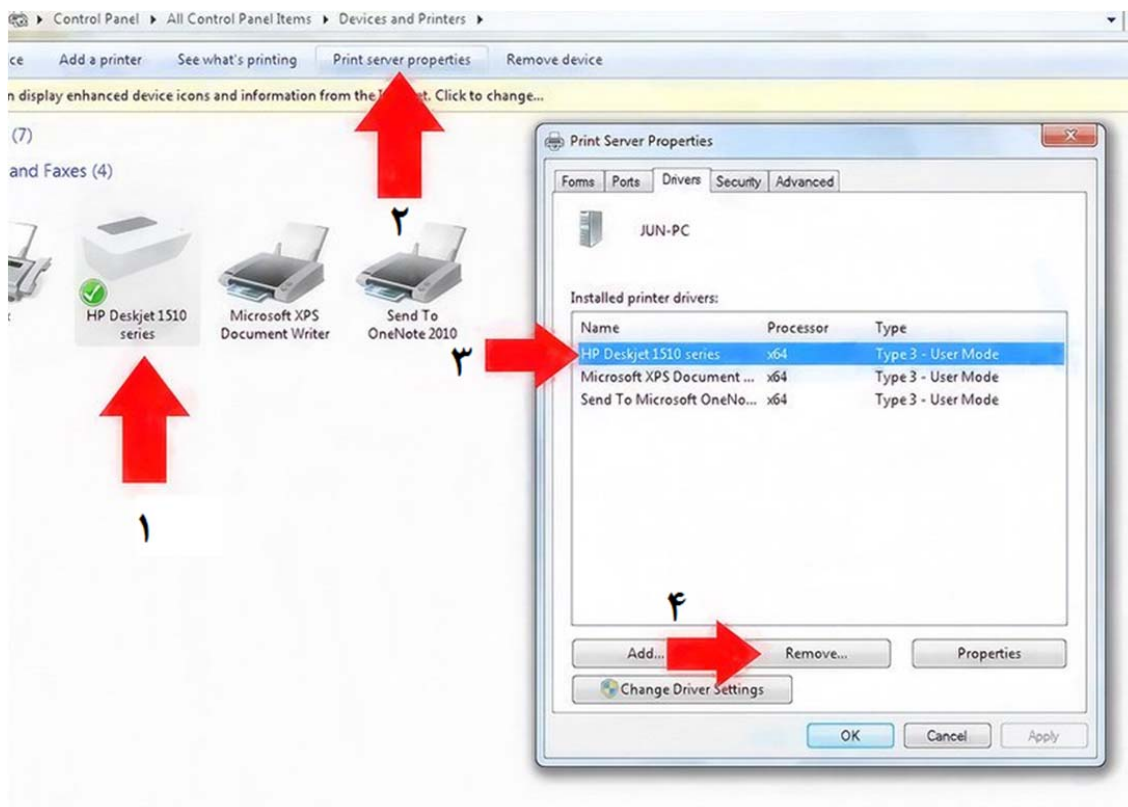 Control Panel ▸ All Control Panel Items ▸ Devices and Printers ▸
ce Add a printer See what's printing Print server properties Remove device
n display enhanced device icons and information from the Click to change...
(7)
and Faxes (4)
۲
HP Deskjet 1510
series
Microsoft XPS
Document Writer
Send To
OneNote 2010
۱
۳
Print Server Properties
Forms Ports Drivers Security Advanced
JUN-PC
Installed printer drivers:
Name Processor Type
HP Deskjet 1510 series x64 Type 3 - User Mode
Microsoft XPS Document ... x64 Type 3 - User Mode
Send To Microsoft OneNo... x64 Type 3 - User Mode
۴
Add... Remove... Properties
Change Driver Settings
OK Cancel Apply